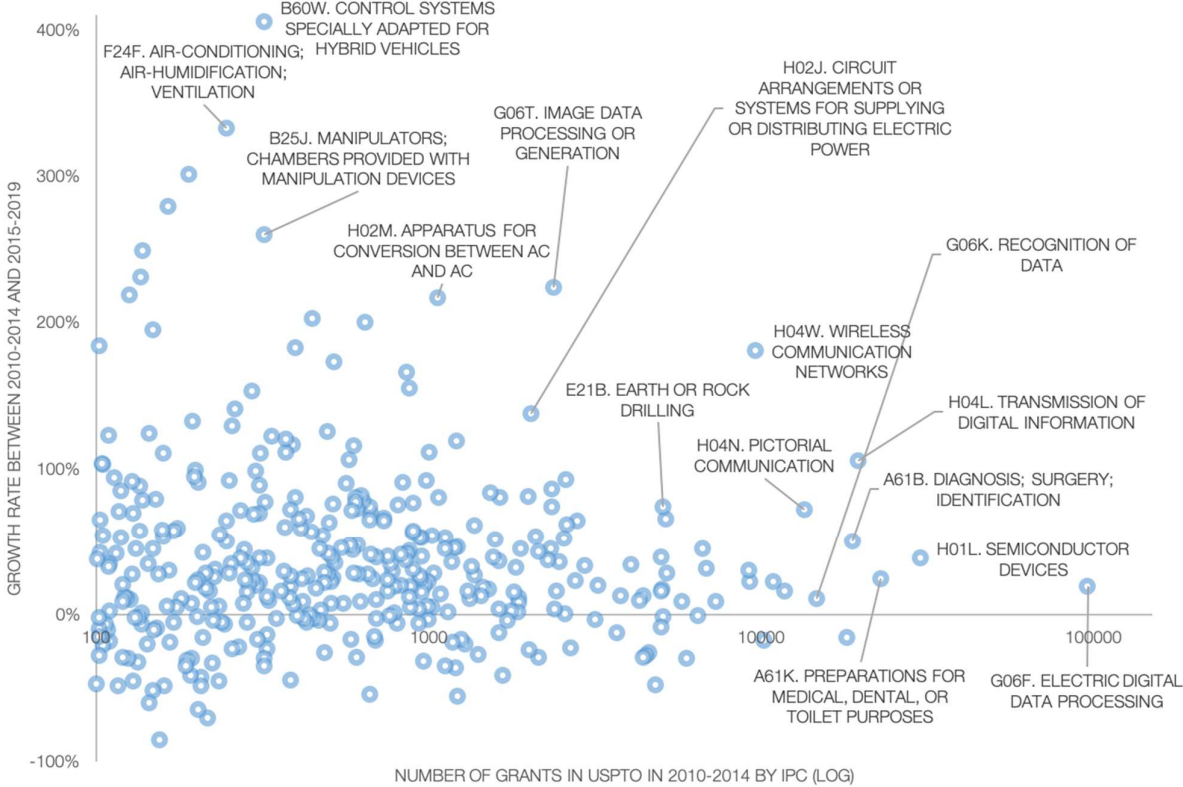 B60W. CONTROL SYSTEMS
SPECIALLY ADAPTED FOR
HYBRID VEHICLES
F24F. AIR-CONDITIONING;
AIR-HUMIDIFICATION;
VENTILATION
B25J. MANIPULATORS;
CHAMBERS PROVIDED WITH
MANIPULATION DEVICES
G06T. IMAGE DATA
PROCESSING OR
GENERATION
H02J. CIRCUIT
ARRANGEMENTS OR
SYSTEMS FOR SUPPLYING
OR DISTRIBUTING ELECTRIC
POWER
H02M. APPARATUS FOR
CONVERSION BETWEEN AC
AND AC
G06K. RECOGNITION OF
DATA
H04W. WIRELESS
COMMUNICATION
NETWORKS
E21B. EARTH OR ROCK
DRILLING
H04N. PICTORIAL
COMMUNICATION
H04L. TRANSMISSION OF
DIGITAL INFORMATION
A61B. DIAGNOSIS; SURGERY;
IDENTIFICATION
H01L. SEMICONDUCTOR
DEVICES
A61K. PREPARATIONS FOR
MEDICAL, DENTAL, OR
TOILET PURPOSES
G06F. ELECTRIC DIGITAL
DATA PROCESSING
400%
300%
200%
100%
0%
-100%
100
1000
10000
100000
GROWTH RATE BETWEEN 2010-2014 AND 2015-2019
NUMBER OF GRANTS IN USPTO IN 2010-2014 BY IPC (LOG)